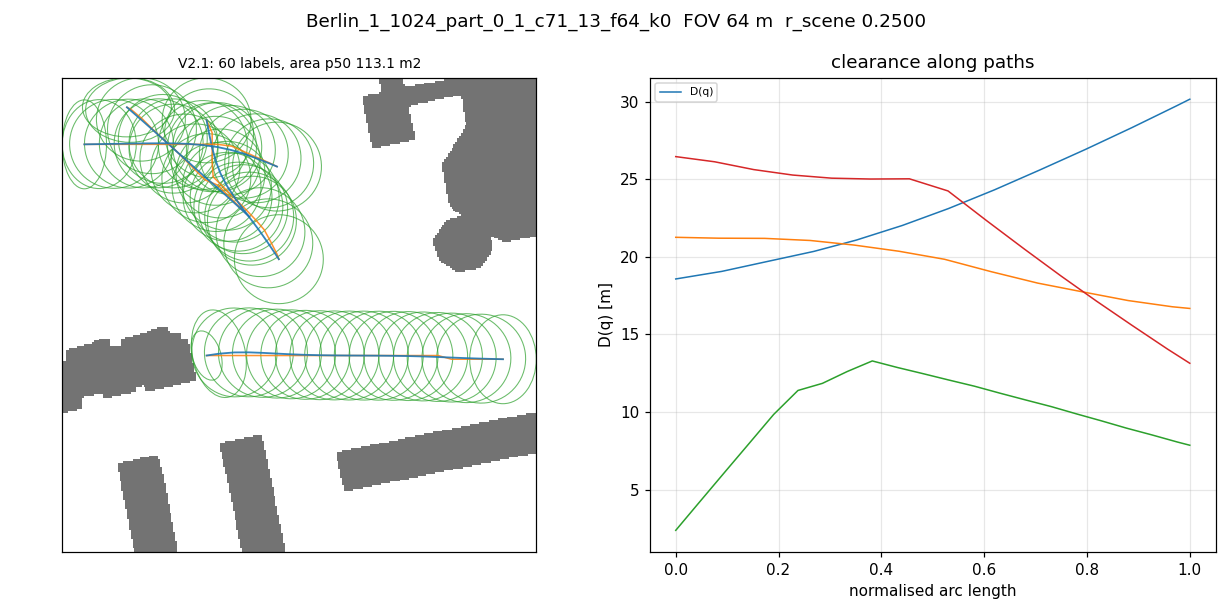 Berlin_1_1024_part_0_1_c71_13_f64_k0  FOV 64 m  r_scene 0.2500
V2.1: 60 labels, area p50 113.1 m2
clearance along paths
D(q)
30
25
20
15
10
5
D(q) [m]
0.0 0.2 0.4 0.6 0.8 1.0
normalised arc length